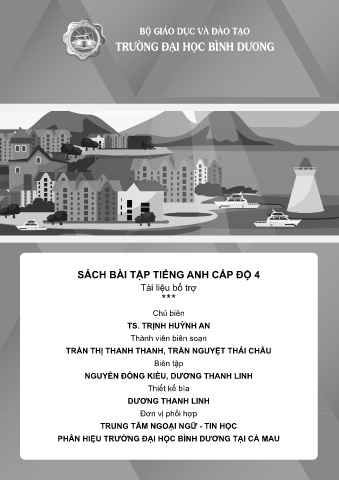 BỘ GIÁO DỤC VÀ ĐÀO TẠO
TRƯỜNG ĐẠI HỌC BÌNH DƯƠNG
SÁCH BÀI TẬP TIẾNG ANH CẤP ĐỘ 4
Tài liệu bổ trợ
***
Chủ biên
TS. TRỊNH HUỲNH AN
Thành viên biên soạn
TRẦN THỊ THANH THANH, TRẦN NGUYỆT THÁI CHÂU
Biên tập
NGUYỄN ĐÔNG KIỀU, DƯƠNG THANH LINH
Thiết kế bìa
DƯƠNG THANH LINH
Đơn vị phối hợp
TRUNG TÂM NGOẠI NGỮ - TIN HỌC
PHÂN HIỆU TRƯỜNG ĐẠI HỌC BÌNH DƯƠNG TẠI CÀ MAU